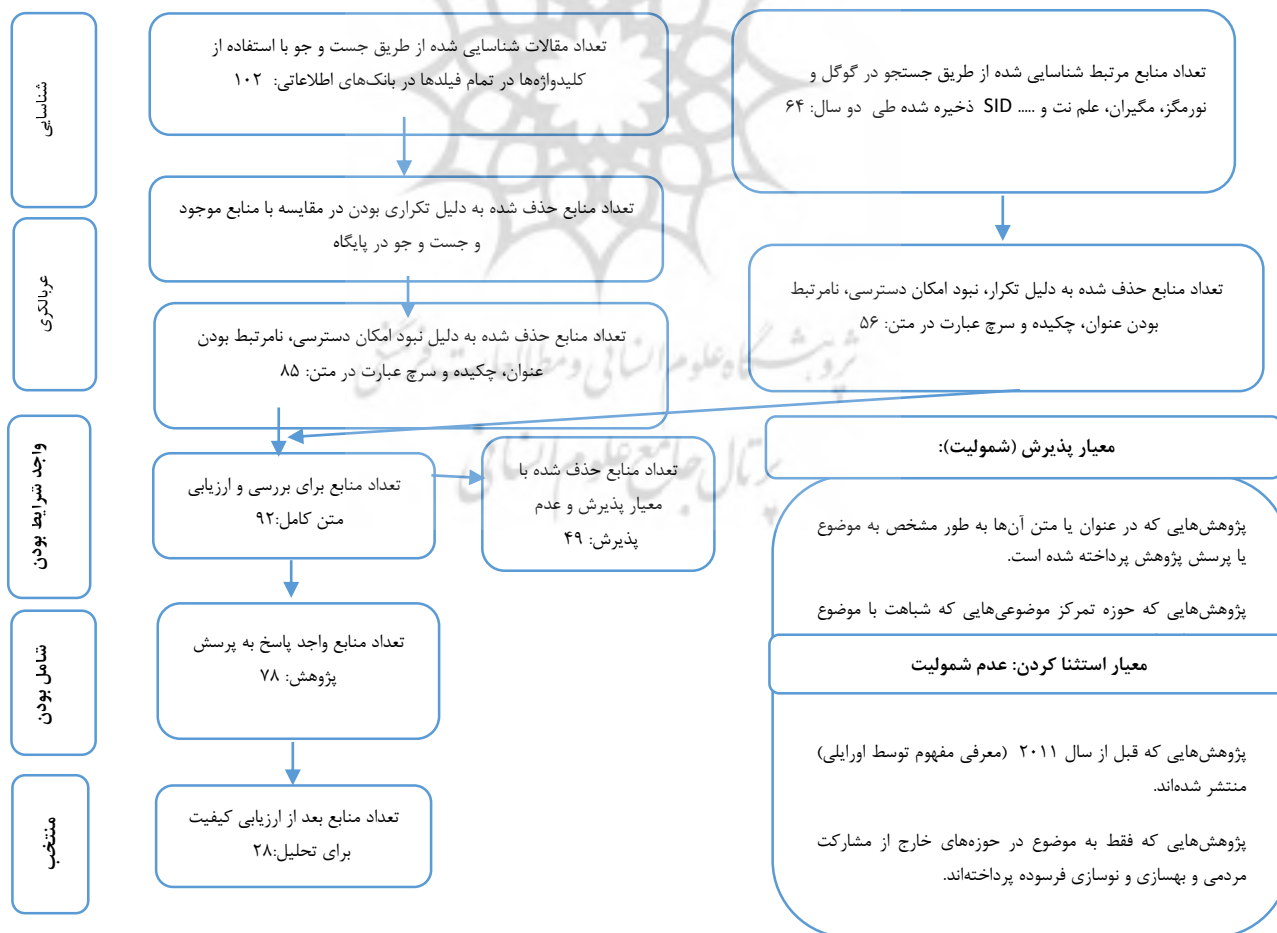 شناسایی
تعداد مقالات شناسایی شده از طریق جست و جو با استفاده از
کلیدواژه‌ها در تمام فیلدها در بانک‌های اطلاعاتی: ۱۰۲
تعداد منابع مرتبط شناسایی شده از طریق جستجو در گوگل و
نورمگز، مگیران، علم نت و ..... SID ذخیره شده طی دو سال: ۶۴
غربالگری
تعداد منابع حذف شده به دلیل تکراری بودن در مقایسه با منابع موجود
و جست و جو در پایگاه
تعداد منابع حذف شده به دلیل تکرار، نبود امکان دسترسی، نامرتبط
بودن عنوان، چکیده و سرچ عبارت در متن: ۵۶
تعداد منابع حذف شده به دلیل نبود امکان دسترسی، نامرتبط بودن
عنوان، چکیده و سرچ عبارت در متن: ۸۵
پژوهشگاه علوم انسانی و مطالعات فرهنگی
پرتال جامع علوم انسانی
واجد شرایط بودن
تعداد منابع برای بررسی و ارزیابی
متن کامل:۹۲
تعداد منابع حذف شده با
معیار پذیرش و عدم
پذیرش: ۴۹
معیار پذیرش (شمولیت):
پژوهش‌هایی که در عنوان یا متن آن‌ها به طور مشخص به موضوع
یا پرسش پژوهش پرداخته شده است.
پژوهش‌هایی که حوزه تمرکز موضوعی‌هایی که شباهت با موضوع
شامل بودن
تعداد منابع واجد پاسخ به پرسش
پژوهش: ۷۸
معیار استثنا کردن: عدم شمولیت
پژوهش‌هایی که قبل از سال ۲۰۱۱ (معرفی مفهوم توسط اورایلی)
منتشر شده‌اند.
پژوهش‌هایی که فقط به موضوع در حوزه‌های خارج از مشارکت
مردمی و بهسازی و نوسازی فرسوده پرداخته‌اند.
منتخب
تعداد منابع بعد از ارزیابی کیفیت
برای تحلیل:۲۸